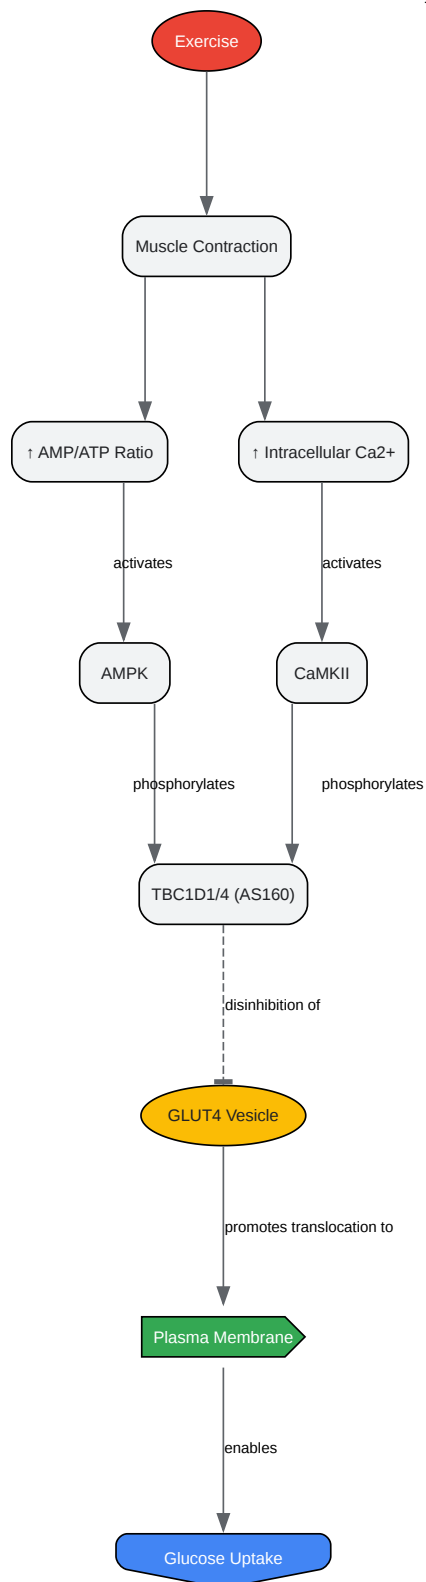 Exercise
Muscle Contraction
↑ AMP/ATP Ratio
↑ Intracellular Ca2+
activates
activates
AMPK
CaMKII
phosphorylates
phosphorylates
TBC1D1/4 (AS160)
disinhibition of
GLUT4 Vesicle
promotes translocation to
Plasma Membrane
enables
Glucose Uptake